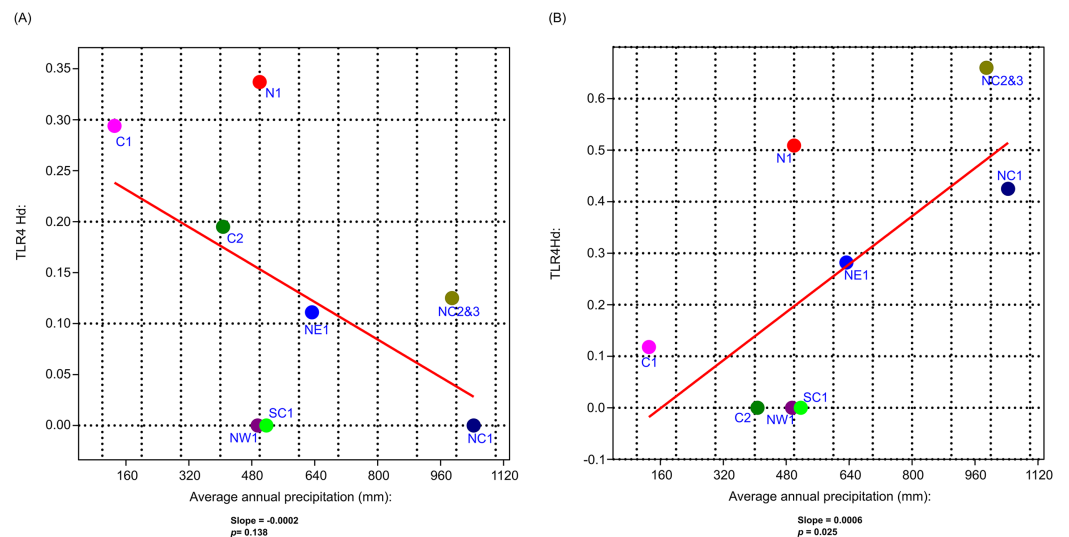 (A)
TLR4 Hd:
0.35
0.30
0.25
0.20
0.15
0.10
0.05
0.00
N1
C1
C2
NC2&3
NE1
SC1
NW1
NC1
160 320 480 640 800 960 1120
Average annual precipitation (mm):
Slope = -0.0002
p= 0.138
(B)
TLR4Hd:
0.6
0.5
0.4
0.3
0.2
0.1
0.0
-0.1
NC2&3
N1
NC1
NE1
C1
C2
NW1
SC1
160 320 480 640 800 960 1120
Average annual precipitation (mm):
Slope = 0.0006
p = 0.025